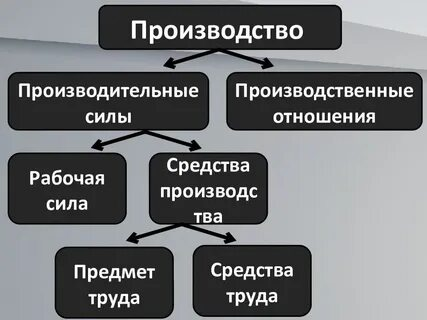 Производство
Производительные
силы
Производственные
отношения
Рабочая
сила
Средства
производс
тва
Предмет
труда
Средства
труда